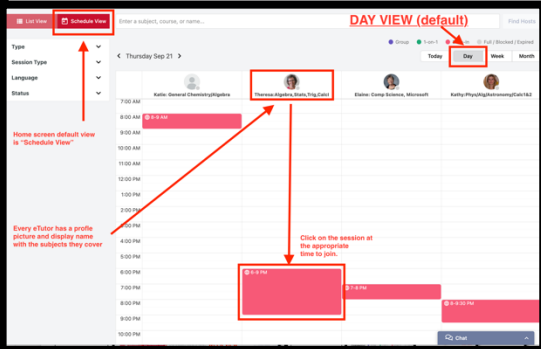 List View
Schedule View
Enter a subject, course, or name...
DAY VIEW (default)
Find Hosts
Group
1-on-1
Full / Blocked / Expired
Type
Session Type
Language
Status
Thursday Sep 21
Today
Day
Week
Month
Katie: General Chemistry/Algebra
Theresa:Algebra,Stats,Trig,Calc1
Elaine: Comp Science, Microsoft
Kathy:Phys/Alg/Astronomy/Calc1&2
7:00 AM
8:00 AM
8-9 AM
9:00 AM
10:00 AM
11:00 AM
12:00 PM
1:00 PM
2:00 PM
3:00 PM
4:00 PM
5:00 PM
6:00 PM
7:00 PM
8:00 PM
9:00 PM
10:00 PM
Home screen default view
is "Schedule View"
Every eTutor has a profile
picture and display name
with the subjects they cover
Click on the session at
the appropriate
time to join.
6-9 PM
7-8 PM
8-9:30 PM
Chat